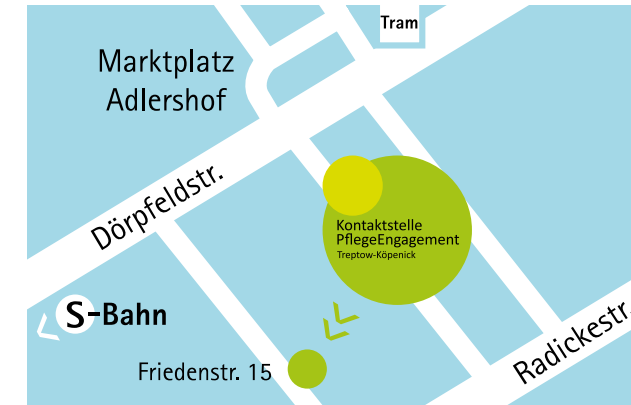 Tram
Marktplatz
Adlershof
Dörpfeldstr.
Kontaktstelle
PflegeEngagement
Treptow-Köpenick
S-Bahn
Radickestr.
Friedenstr. 15